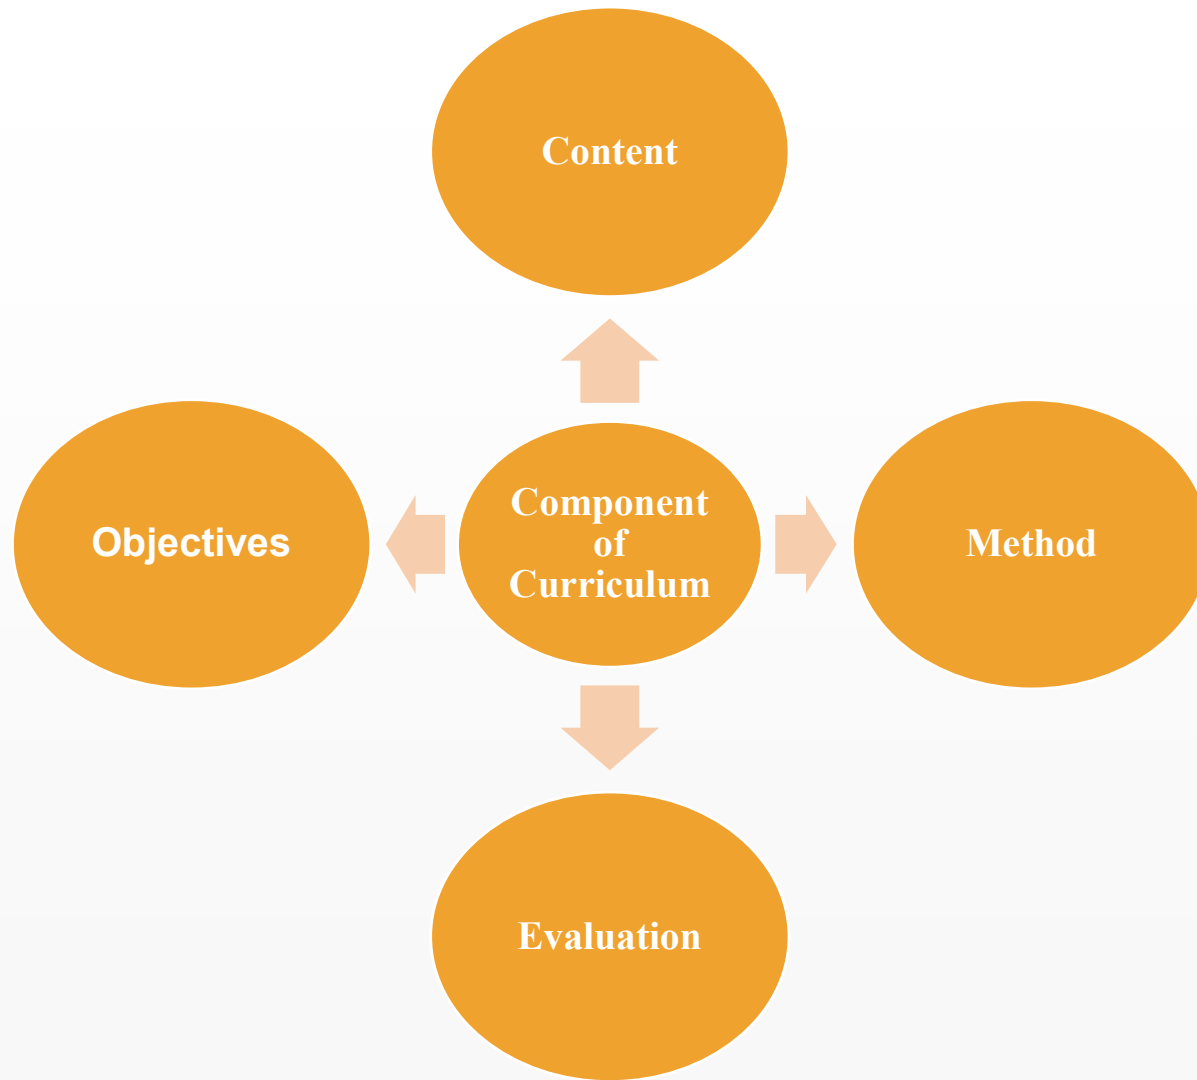 Content
Objectives
Component
of
Curriculum
Method
Evaluation